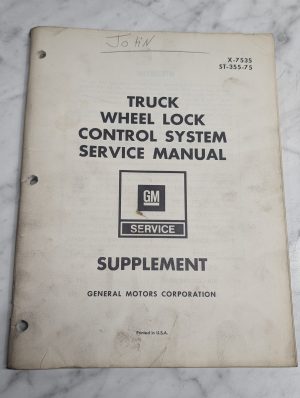 JOHN
X-7535
ST-355-75
TRUCK
WHEEL LOCK
CONTROL SYSTEM
SERVICE MANUAL
GM
SERVICE
SUPPLEMENT
GENERAL MOTORS CORPORATION
Printed in U.S.A.